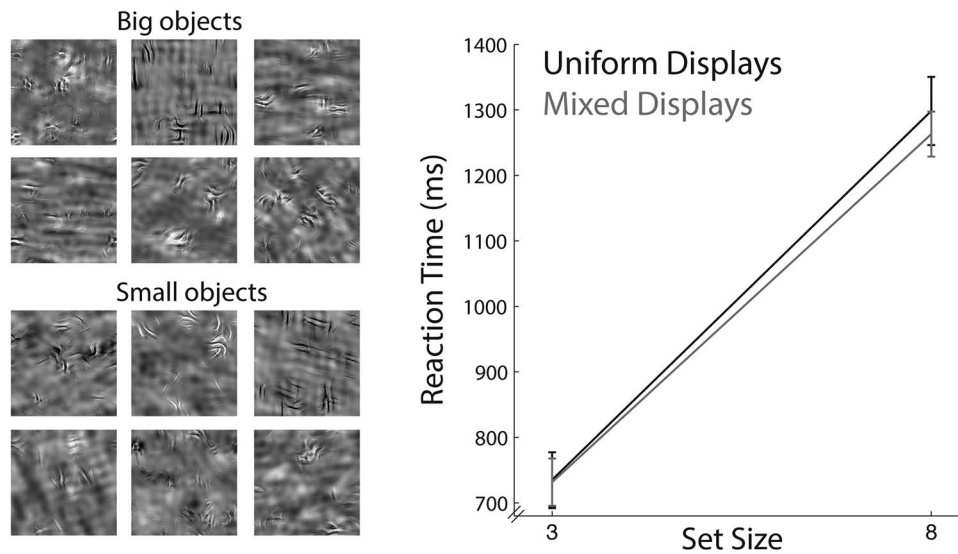 Big objects
Small objects
Uniform Displays
Mixed Displays
Reaction Time (ms)
1400
1300
1200
1100
1000
900
800
700
3
8
Set Size